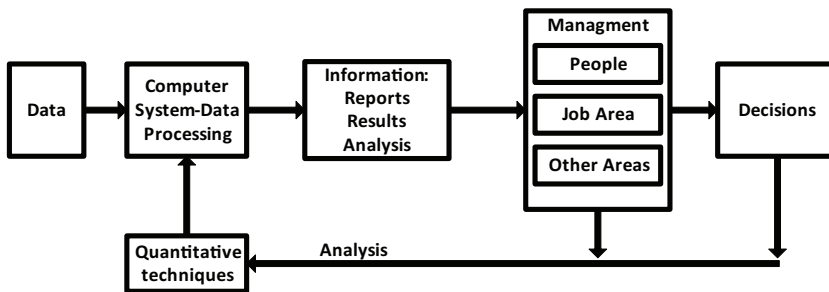 Data
Computer
System-Data
Processing
Information:
Reports
Results
Analysis
Managment
People
Job Area
Other Areas
Decisions
Quantitative
techniques
Analysis